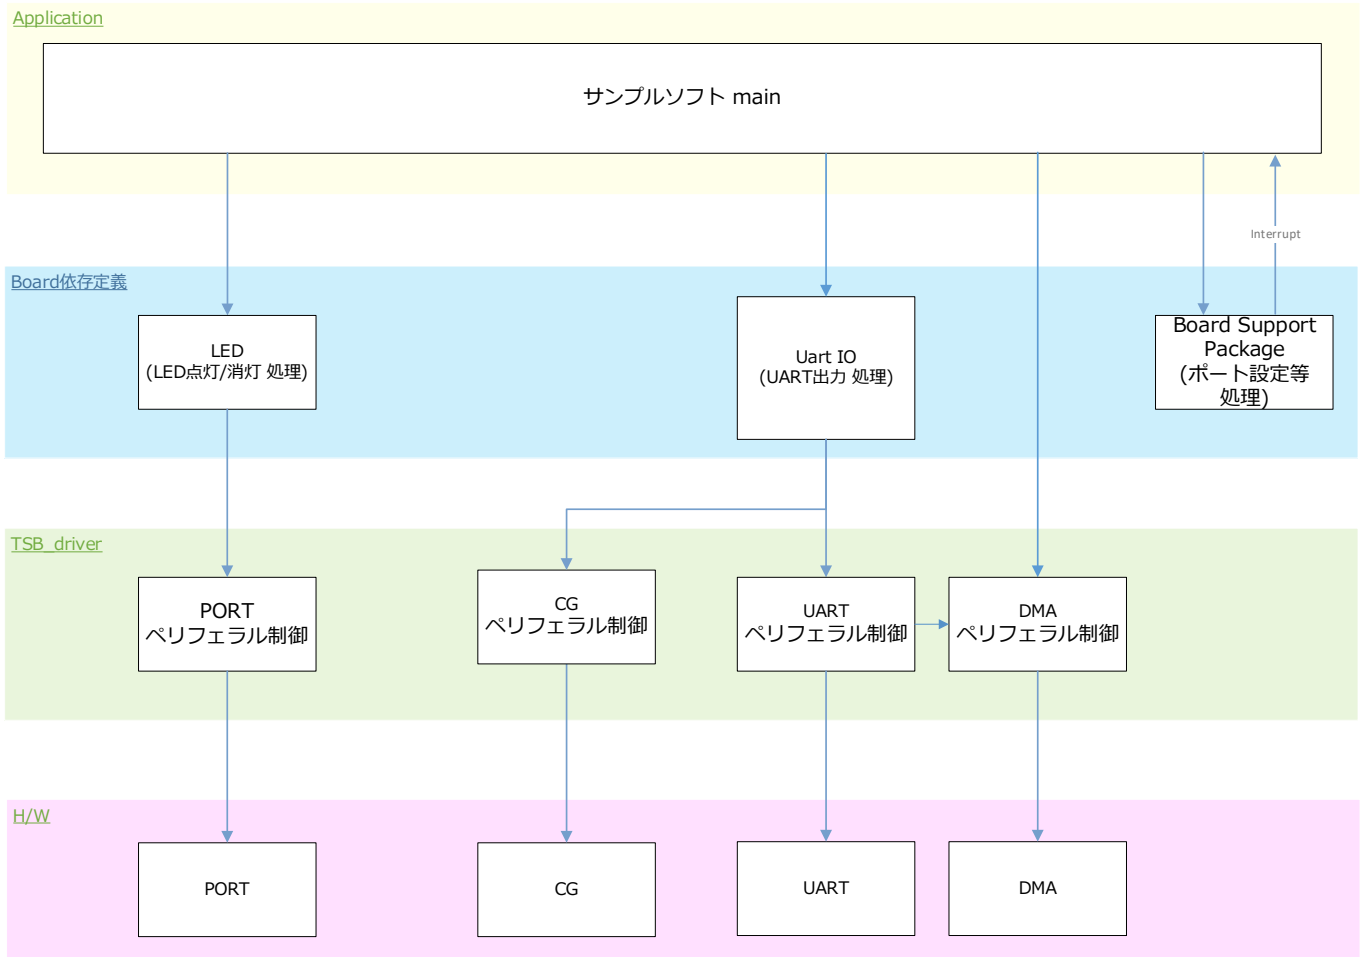 Application
サンプルソフト main
Interrupt
Board依存定義
LED
(LED点灯/消灯 処理)
Uart IO
(UART出力 処理)
Board Support
Package
(ポート設定等
処理)
TSB_driver
PORT
ペリフェラル制御
CG
ペリフェラル制御
UART
ペリフェラル制御
DMA
ペリフェラル制御
H/W
PORT
CG
UART
DMA